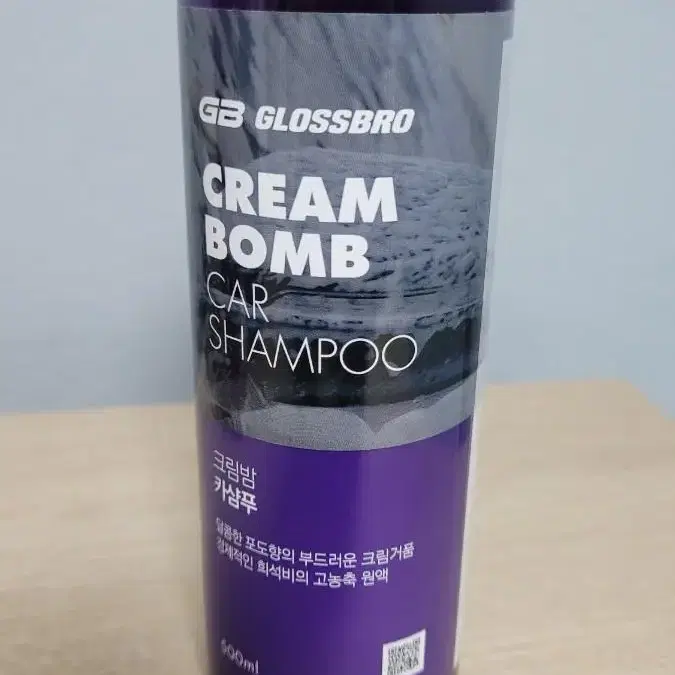 GB GLOSSBRO
CREAM
BOMB
CAR
SHAMPOO
크림밤
카샴푸
달콤한 포도향의 부드러운 크림거품
경제적인 희석비의 고농축 원액
500ml